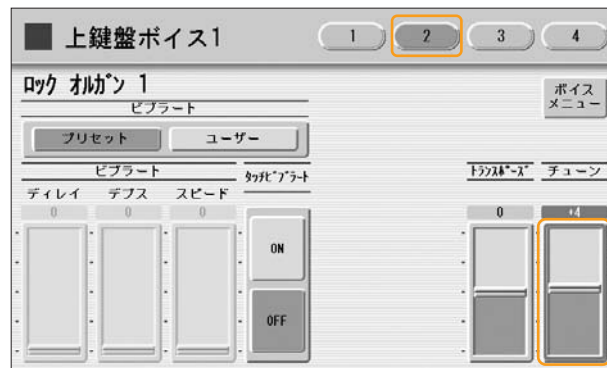 上鍵盤ボイス1
1 2 3 4
ロック オルガン 1
ボイス
メニュー
ビブラート
プリセット ユーザー
ビブラート
ディレイ デプス スピード
タッチビブラート
トランスポーズ チューン
0 0 0
0 +4
ON
OFF